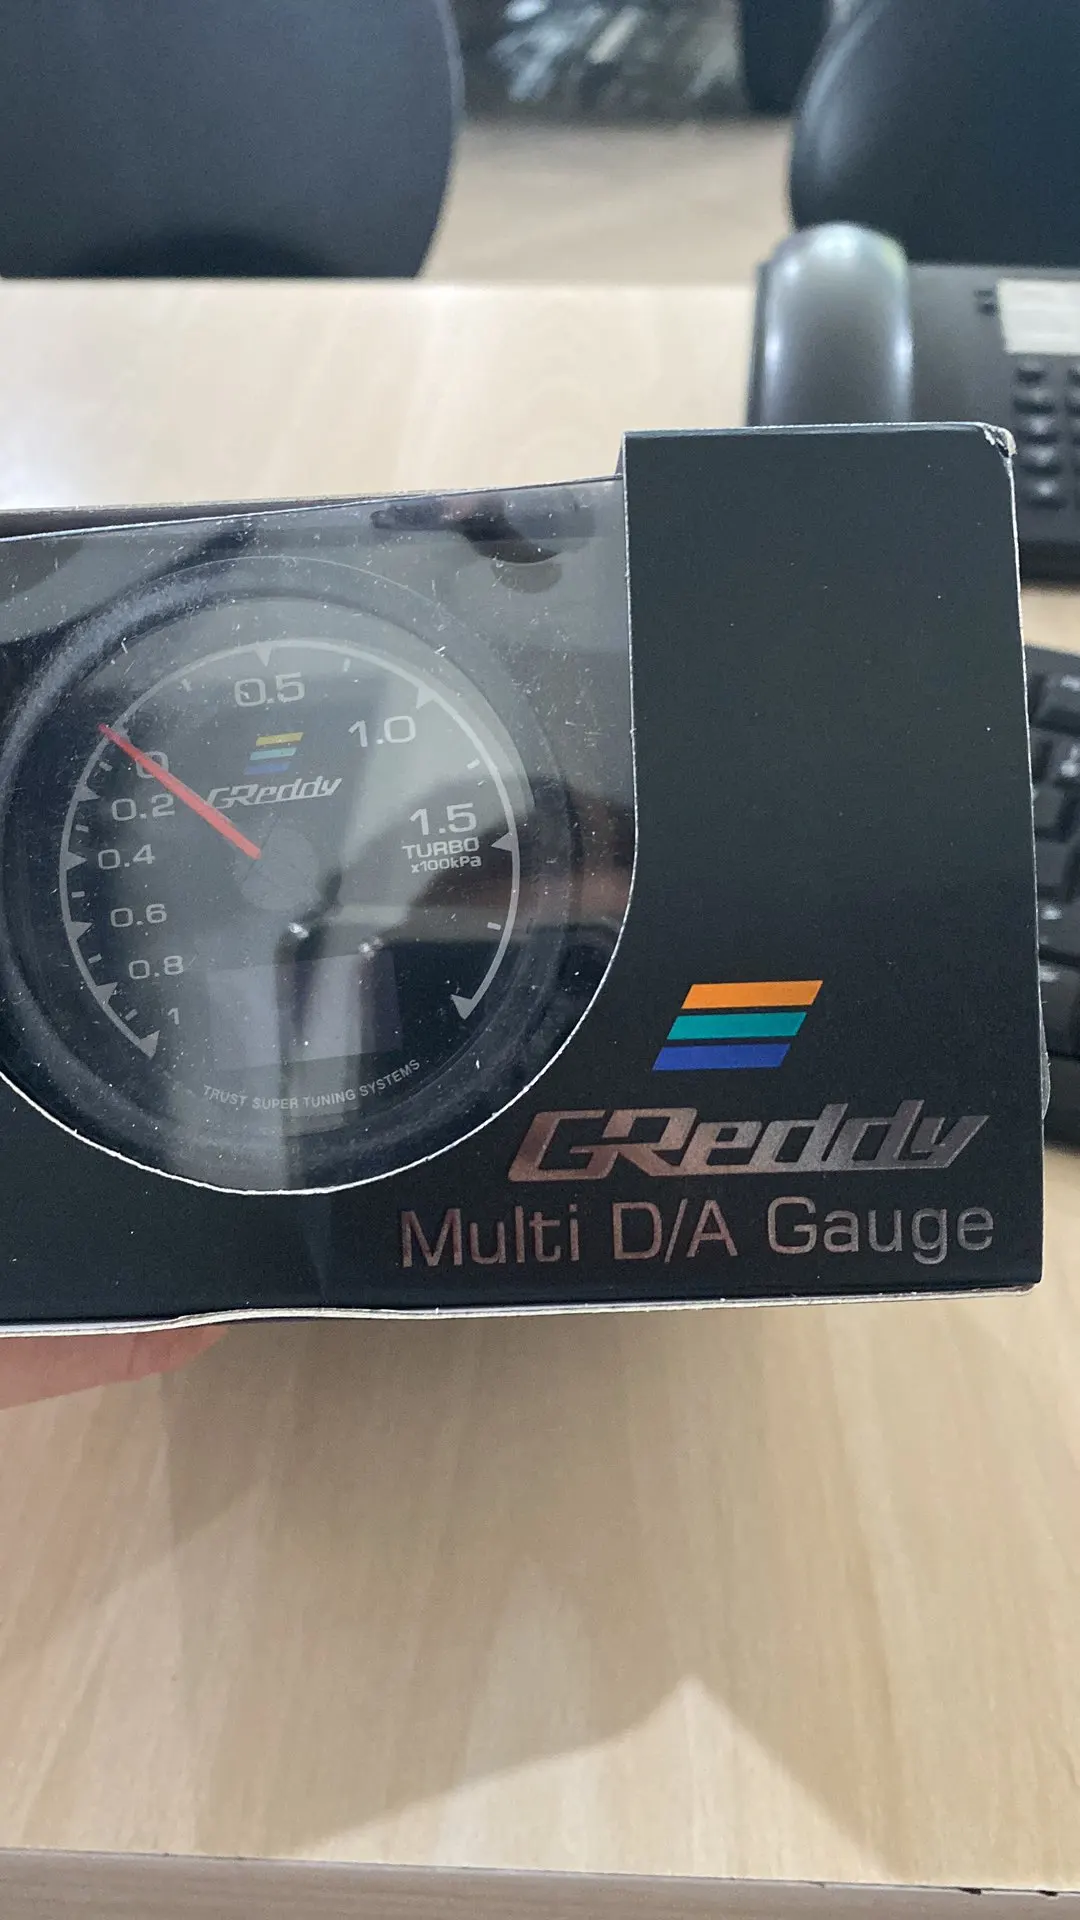 0.5
1.0
0
GReddy
0.2
1.5
TURBO
x100kPa
0.4
0.6
0.8
1
TRUST SUPER TUNING SYSTEMS
GReddy
Multi D/A Gauge